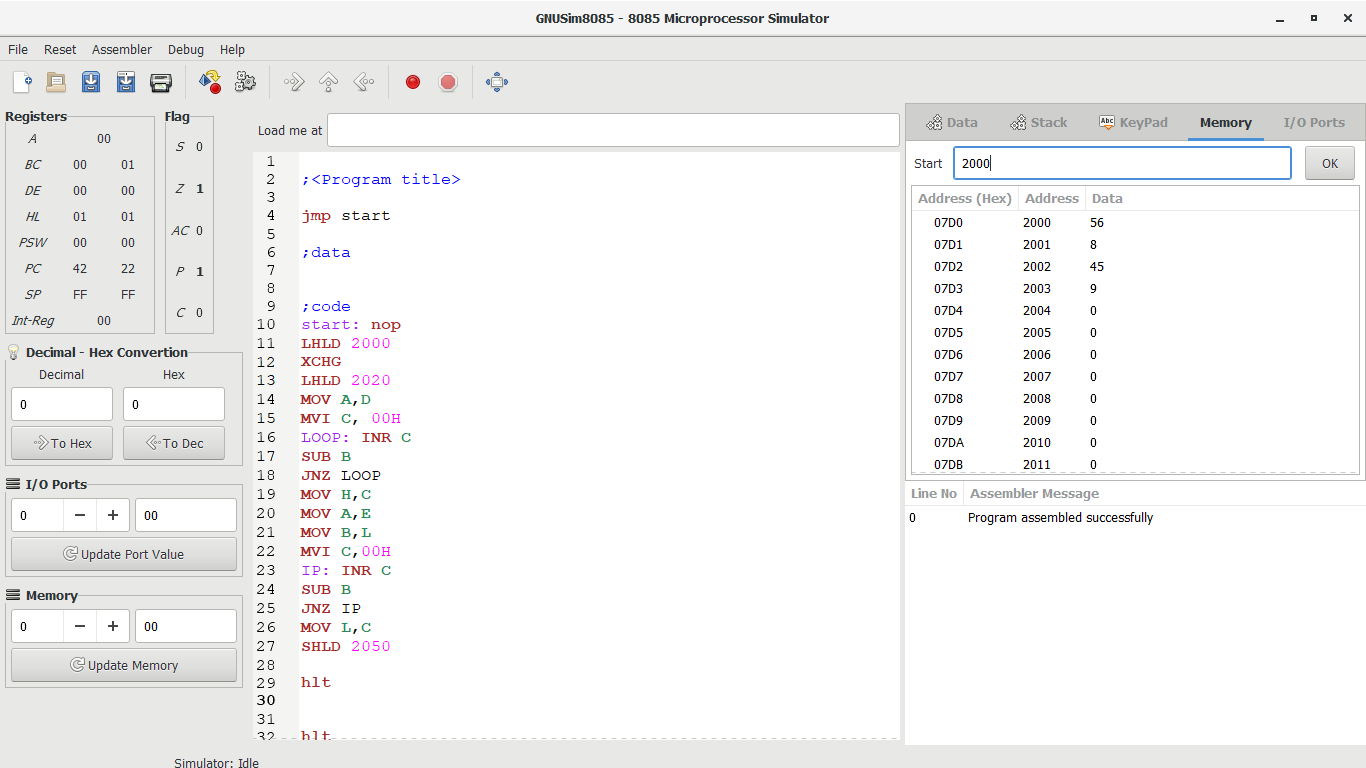 GNUSim8085 - 8085 Microprocessor Simulator
File Reset Assembler Debug Help
Registers
A 00
BC 00 01
DE 00 00
HL 01 01
PSW 00 00
PC 42 22
SP FF FF
Int-Reg 00
Flag
S 0
Z 1
AC 0
P 1
C 0
Decimal - Hex Convertion
Decimal Hex
0 0
To Hex To Dec
I/O Ports
0 − + 00
Update Port Value
Memory
0 − + 00
Update Memory
Load me at
1
2 ;<Program title>
3
4 jmp start
5
6 ;data
7
8
9 ;code
10 start: nop
11 LHLD 2000
12 XCHG
13 LHLD 2020
14 MOV A,D
15 MVI C, 00H
16 LOOP: INR C
17 SUB B
18 JNZ LOOP
19 MOV H,C
20 MOV A,E
21 MOV B,L
22 MVI C,00H
23 IP: INR C
24 SUB B
25 JNZ IP
26 MOV L,C
27 SHLD 2050
28
29 hlt
30
31
32 hlt
Data Stack Abc KeyPad Memory I/O Ports
Start 2000 OK
Address (Hex) Address Data
07D0 2000 56
07D1 2001 8
07D2 2002 45
07D3 2003 9
07D4 2004 0
07D5 2005 0
07D6 2006 0
07D7 2007 0
07D8 2008 0
07D9 2009 0
07DA 2010 0
07DB 2011 0
Line No Assembler Message
0 Program assembled successfully
Simulator: Idle